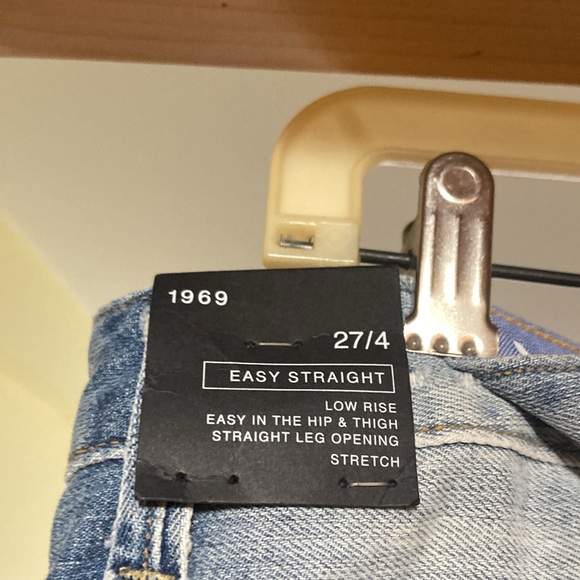 1969
27/4
EASY STRAIGHT
LOW RISE
EASY IN THE HIP & THIGH
STRAIGHT LEG OPENING
STRETCH